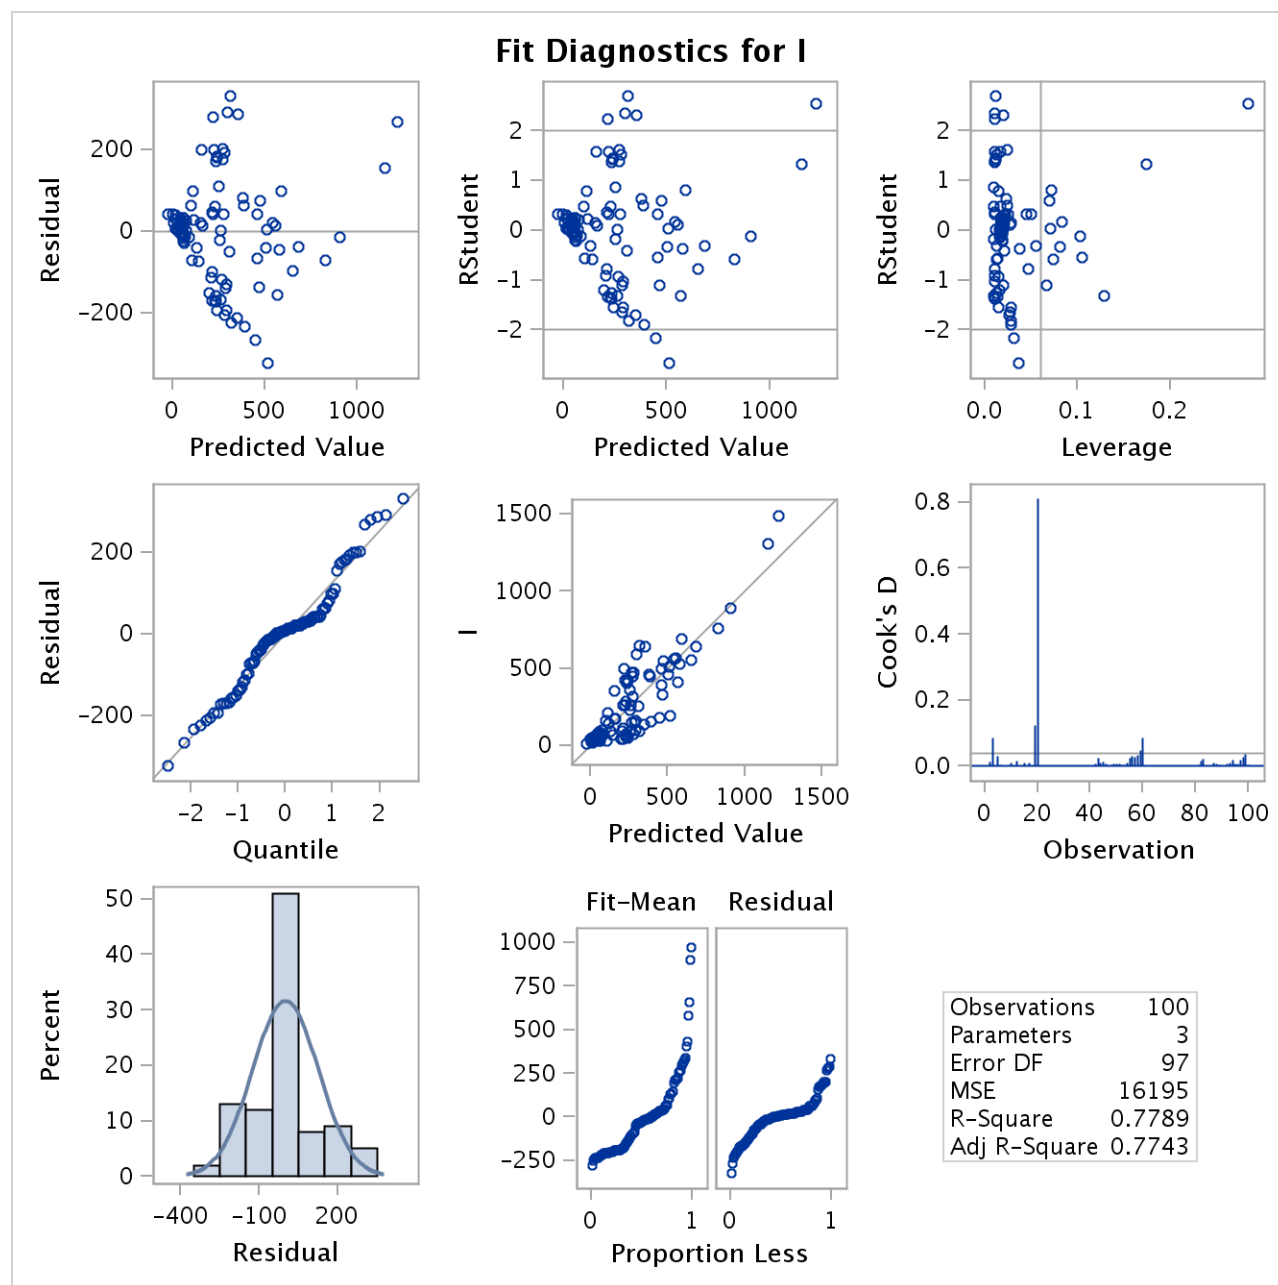 Fit Diagnostics for I
Residual
200
0
-200
0 500 1000
Predicted Value
RStudent
2
1
0
-1
-2
0 500 1000
Predicted Value
RStudent
2
1
0
-1
-2
0.0 0.1 0.2
Leverage
Residual
200
0
-200
-2 -1 0 1 2
Quantile
I
1500
1000
500
0
0 500 1000 1500
Predicted Value
Cook's D
0.8
0.6
0.4
0.2
0.0
0 20 40 60 80 100
Observation
Percent
50
40
30
20
10
0
-400 -100 200
Residual
Fit-Mean Residual
1000
750
500
250
0
-250
0 1 0 1
Proportion Less
Observations 100
Parameters 3
Error DF 97
MSE 16195
R-Square 0.7789
Adj R-Square 0.7743